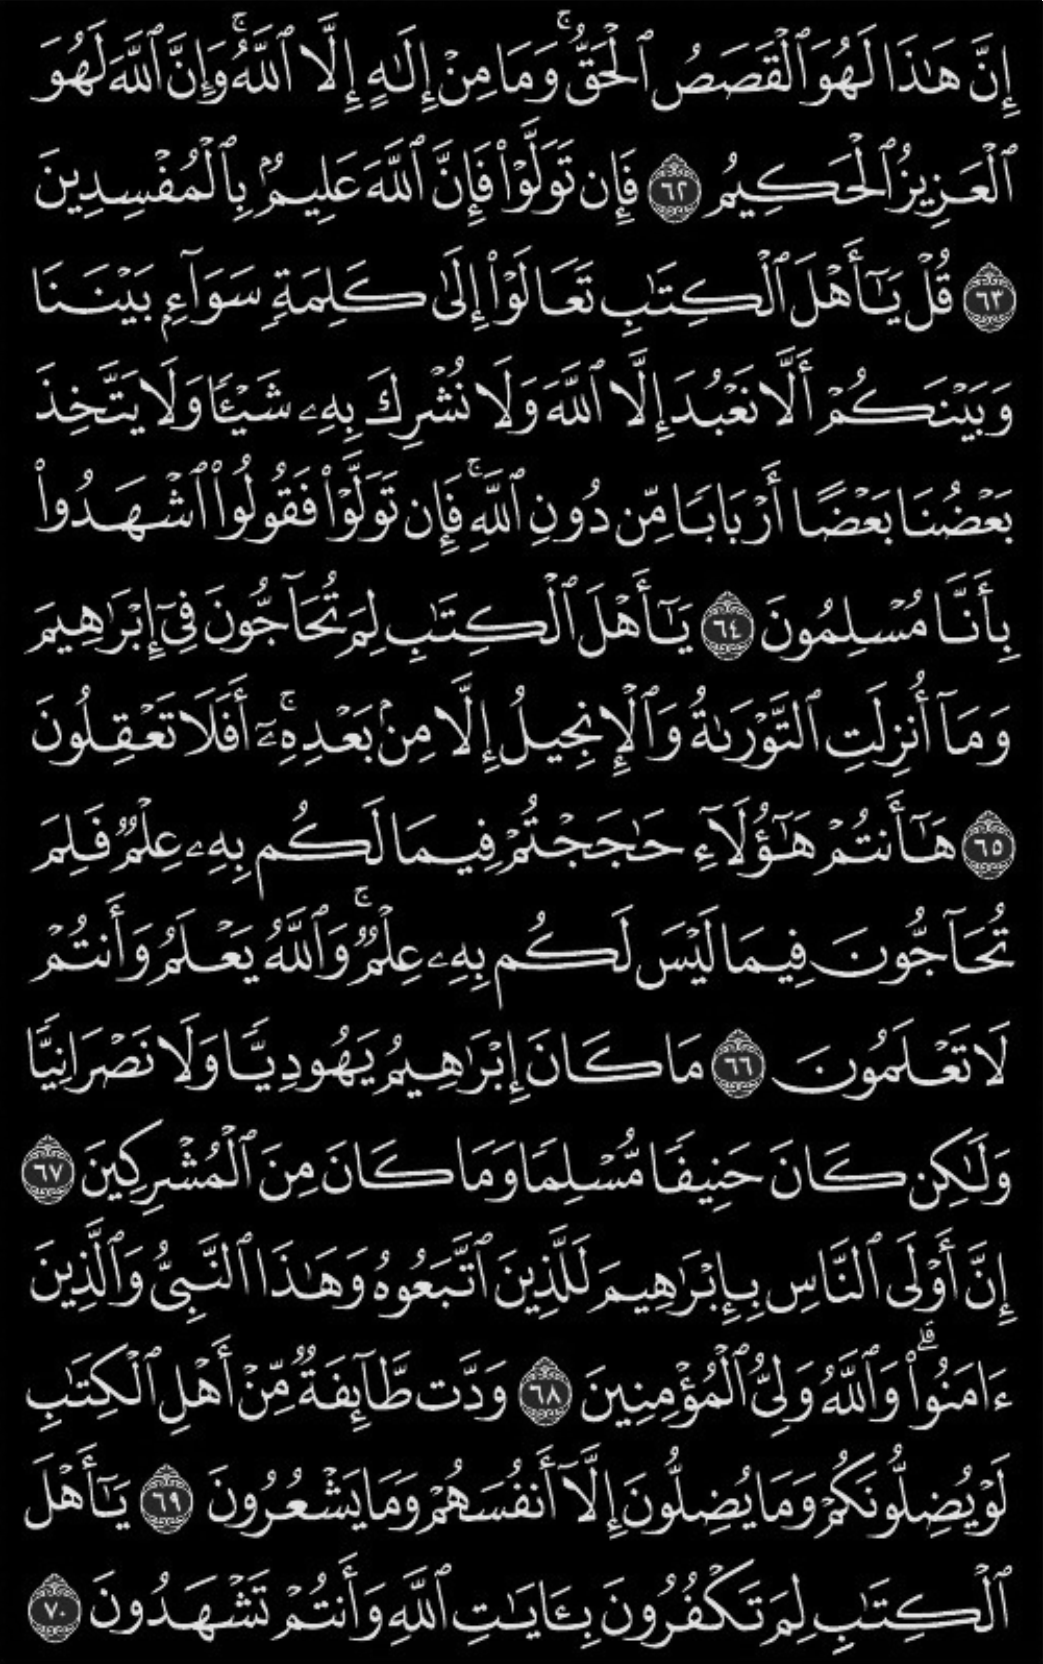 إِنَّ هَٰذَا لَهُوَ ٱلْقَصَصُ ٱلْحَقُّ ۚ وَمَا مِنْ إِلَٰهٍ إِلَّا ٱللَّهُ ۚ وَإِنَّ ٱللَّهَ لَهُوَ
ٱلْعَزِيزُ ٱلْحَكِيمُ ٦٢ فَإِن تَوَلَّوْا۟ فَإِنَّ ٱللَّهَ عَلِيمٌۢ بِٱلْمُفْسِدِينَ
٦٣ قُلْ يَٰٓأَهْلَ ٱلْكِتَٰبِ تَعَالَوْا۟ إِلَىٰ كَلِمَةٍ سَوَآءٍۭ بَيْنَنَا
وَبَيْنَكُمْ أَلَّا نَعْبُدَ إِلَّا ٱللَّهَ وَلَا نُشْرِكَ بِهِۦ شَيْـًٔا وَلَا يَتَّخِذَ
بَعْضُنَا بَعْضًا أَرْبَابًا مِّن دُونِ ٱللَّهِ ۚ فَإِن تَوَلَّوْا۟ فَقُولُوا۟ ٱشْهَدُوا۟
بِأَنَّا مُسْلِمُونَ ٦٤ يَٰٓأَهْلَ ٱلْكِتَٰبِ لِمَ تُحَآجُّونَ فِىٓ إِبْرَٰهِيمَ
وَمَآ أُنزِلَتِ ٱلتَّوْرَىٰةُ وَٱلْإِنجِيلُ إِلَّا مِنۢ بَعْدِهِۦٓ ۚ أَفَلَا تَعْقِلُونَ
٦٥ هَٰٓأَنتُمْ هَٰٓؤُلَآءِ حَٰجَجْتُمْ فِيمَا لَكُم بِهِۦ عِلْمٌ فَلِمَ
تُحَآجُّونَ فِيمَا لَيْسَ لَكُم بِهِۦ عِلْمٌ ۚ وَٱللَّهُ يَعْلَمُ وَأَنتُمْ
لَا تَعْلَمُونَ ٦٦ مَا كَانَ إِبْرَٰهِيمُ يَهُودِيًّا وَلَا نَصْرَانِيًّا
وَلَٰكِن كَانَ حَنِيفًا مُّسْلِمًا وَمَا كَانَ مِنَ ٱلْمُشْرِكِينَ ٦٧
إِنَّ أَوْلَى ٱلنَّاسِ بِإِبْرَٰهِيمَ لَلَّذِينَ ٱتَّبَعُوهُ وَهَٰذَا ٱلنَّبِىُّ وَٱلَّذِينَ
ءَامَنُوا۟ ۗ وَٱللَّهُ وَلِىُّ ٱلْمُؤْمِنِينَ ٦٨ وَدَّت طَّآئِفَةٌ مِّنْ أَهْلِ ٱلْكِتَٰبِ
لَوْ يُضِلُّونَكُمْ وَمَا يُضِلُّونَ إِلَّآ أَنفُسَهُمْ وَمَا يَشْعُرُونَ ٦٩ يَٰٓأَهْلَ
ٱلْكِتَٰبِ لِمَ تَكْفُرُونَ بِـَٔايَٰتِ ٱللَّهِ وَأَنتُمْ تَشْهَدُونَ ٧٠